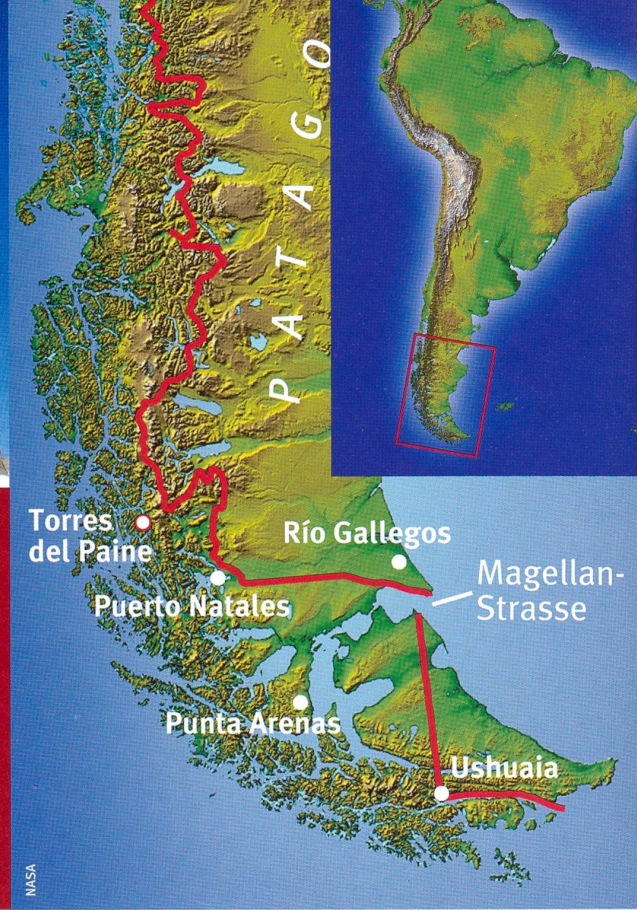 PATAGO
Torres
del Paine
Río Gallegos
Magellan-
Strasse
Puerto Natales
Punta Arenas
Ushuaia
NASA